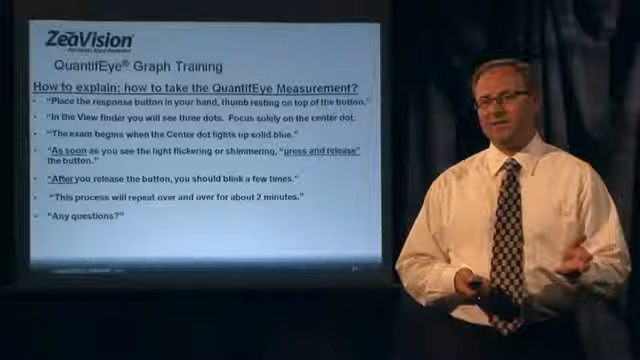 ZeaVision®
QuantifEye® Graph Training
How to explain: how to take the QuantifEye Measurement?
• "Place the response button in your hand, thumb resting on top of the button."
• "In the View finder you will see three dots. Focus solely on the center dot.
• "The exam begins when the Center dot lights up solid blue."
• "As soon as you see the light flickering or shimmering, "press and release"
the button."
• "After you release the button, you should blink a few times."
• "This process will repeat over and over for about 2 minutes."
• "Any questions?"